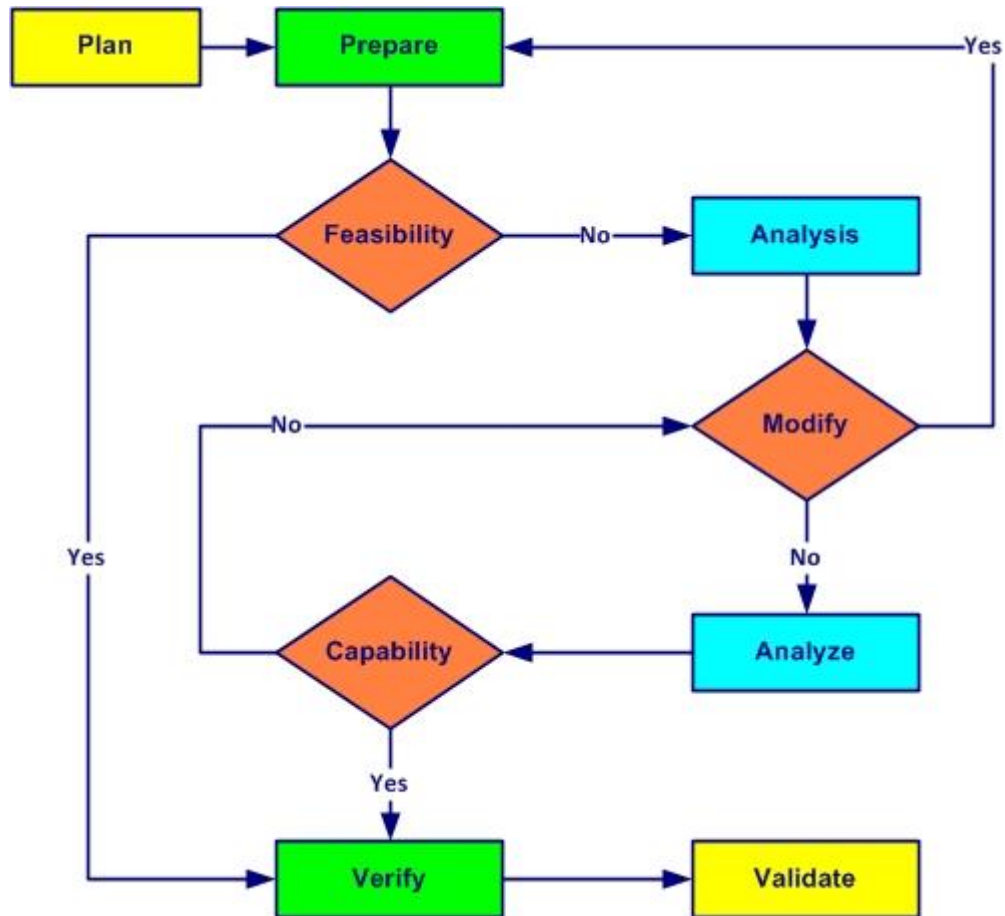 Plan
Prepare
Yes
Feasibility
No
Analysis
No
Modify
Yes
No
Capability
Analyze
Yes
Verify
Validate